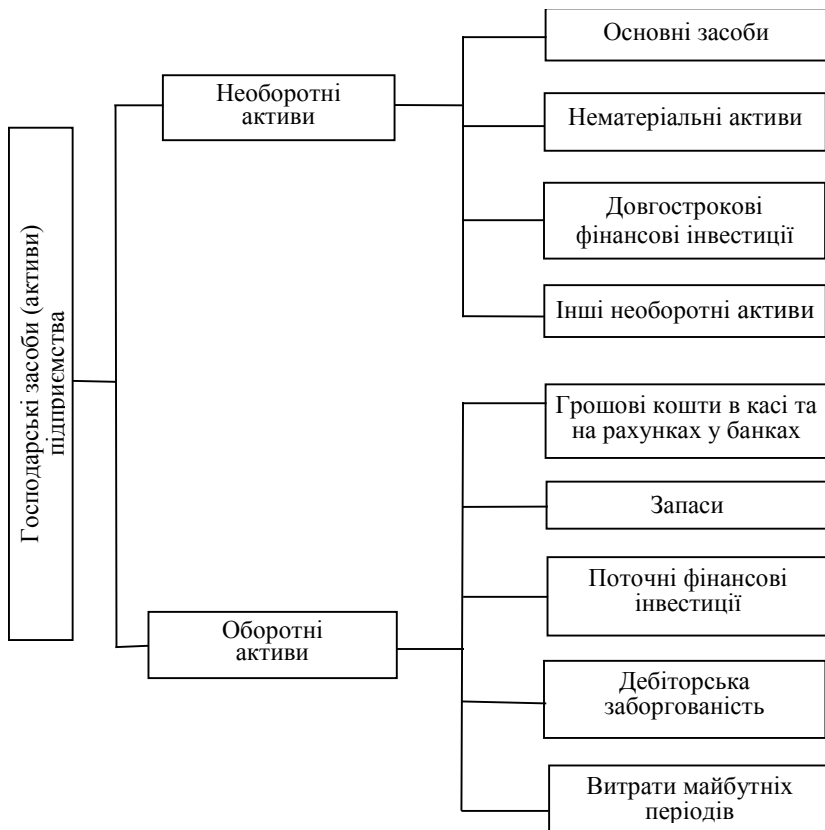 Господарські засоби (активи)
підприємства
Необоротні
активи
Основні засоби
Нематеріальні активи
Довгострокові
фінансові інвестиції
Інші необоротні активи
Оборотні
активи
Грошові кошти в касі та
на рахунках у банках
Запаси
Поточні фінансові
інвестиції
Дебіторська
заборгованість
Витрати майбутніх
періодів